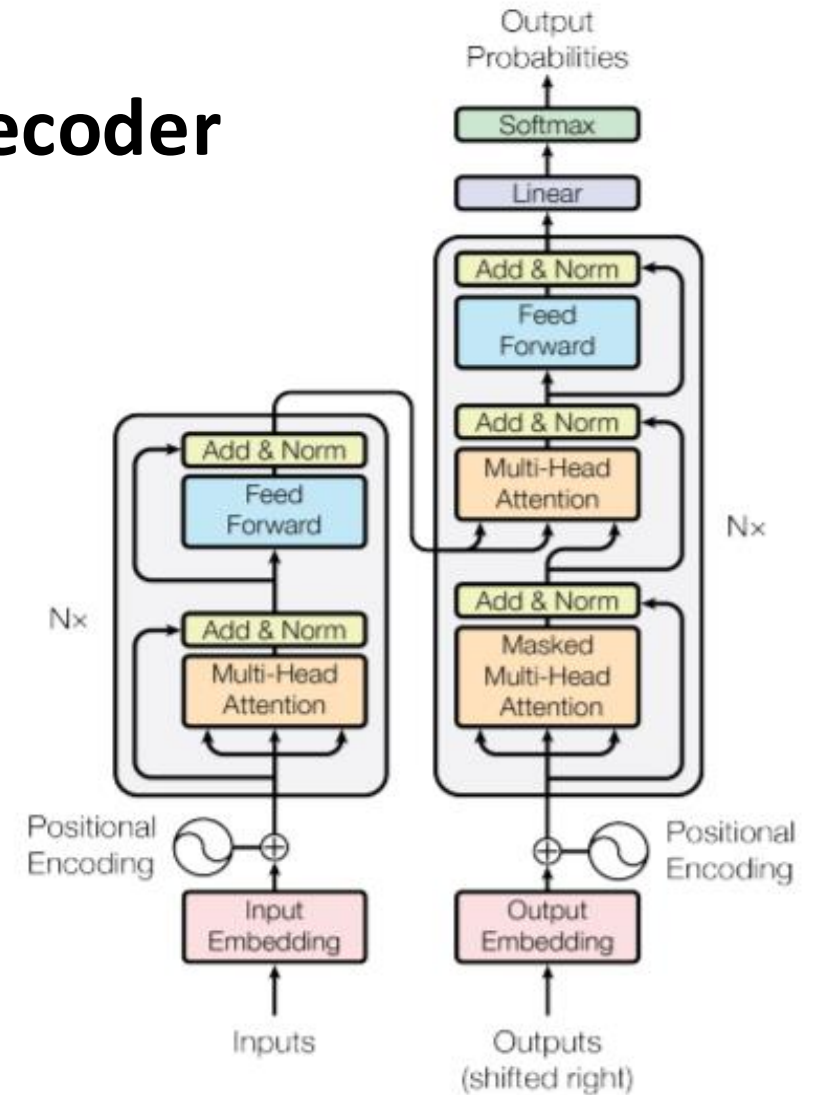 ecoder
Output
Probabilities
Softmax
Linear
Add & Norm
Feed
Forward
Add & Norm
Multi-Head
Attention
Nx
Add & Norm
Masked
Multi-Head
Attention
Add & Norm
Feed
Forward
Nx
Add & Norm
Multi-Head
Attention
Positional
Encoding
Positional
Encoding
Input
Embedding
Output
Embedding
Inputs
Outputs
(shifted right)